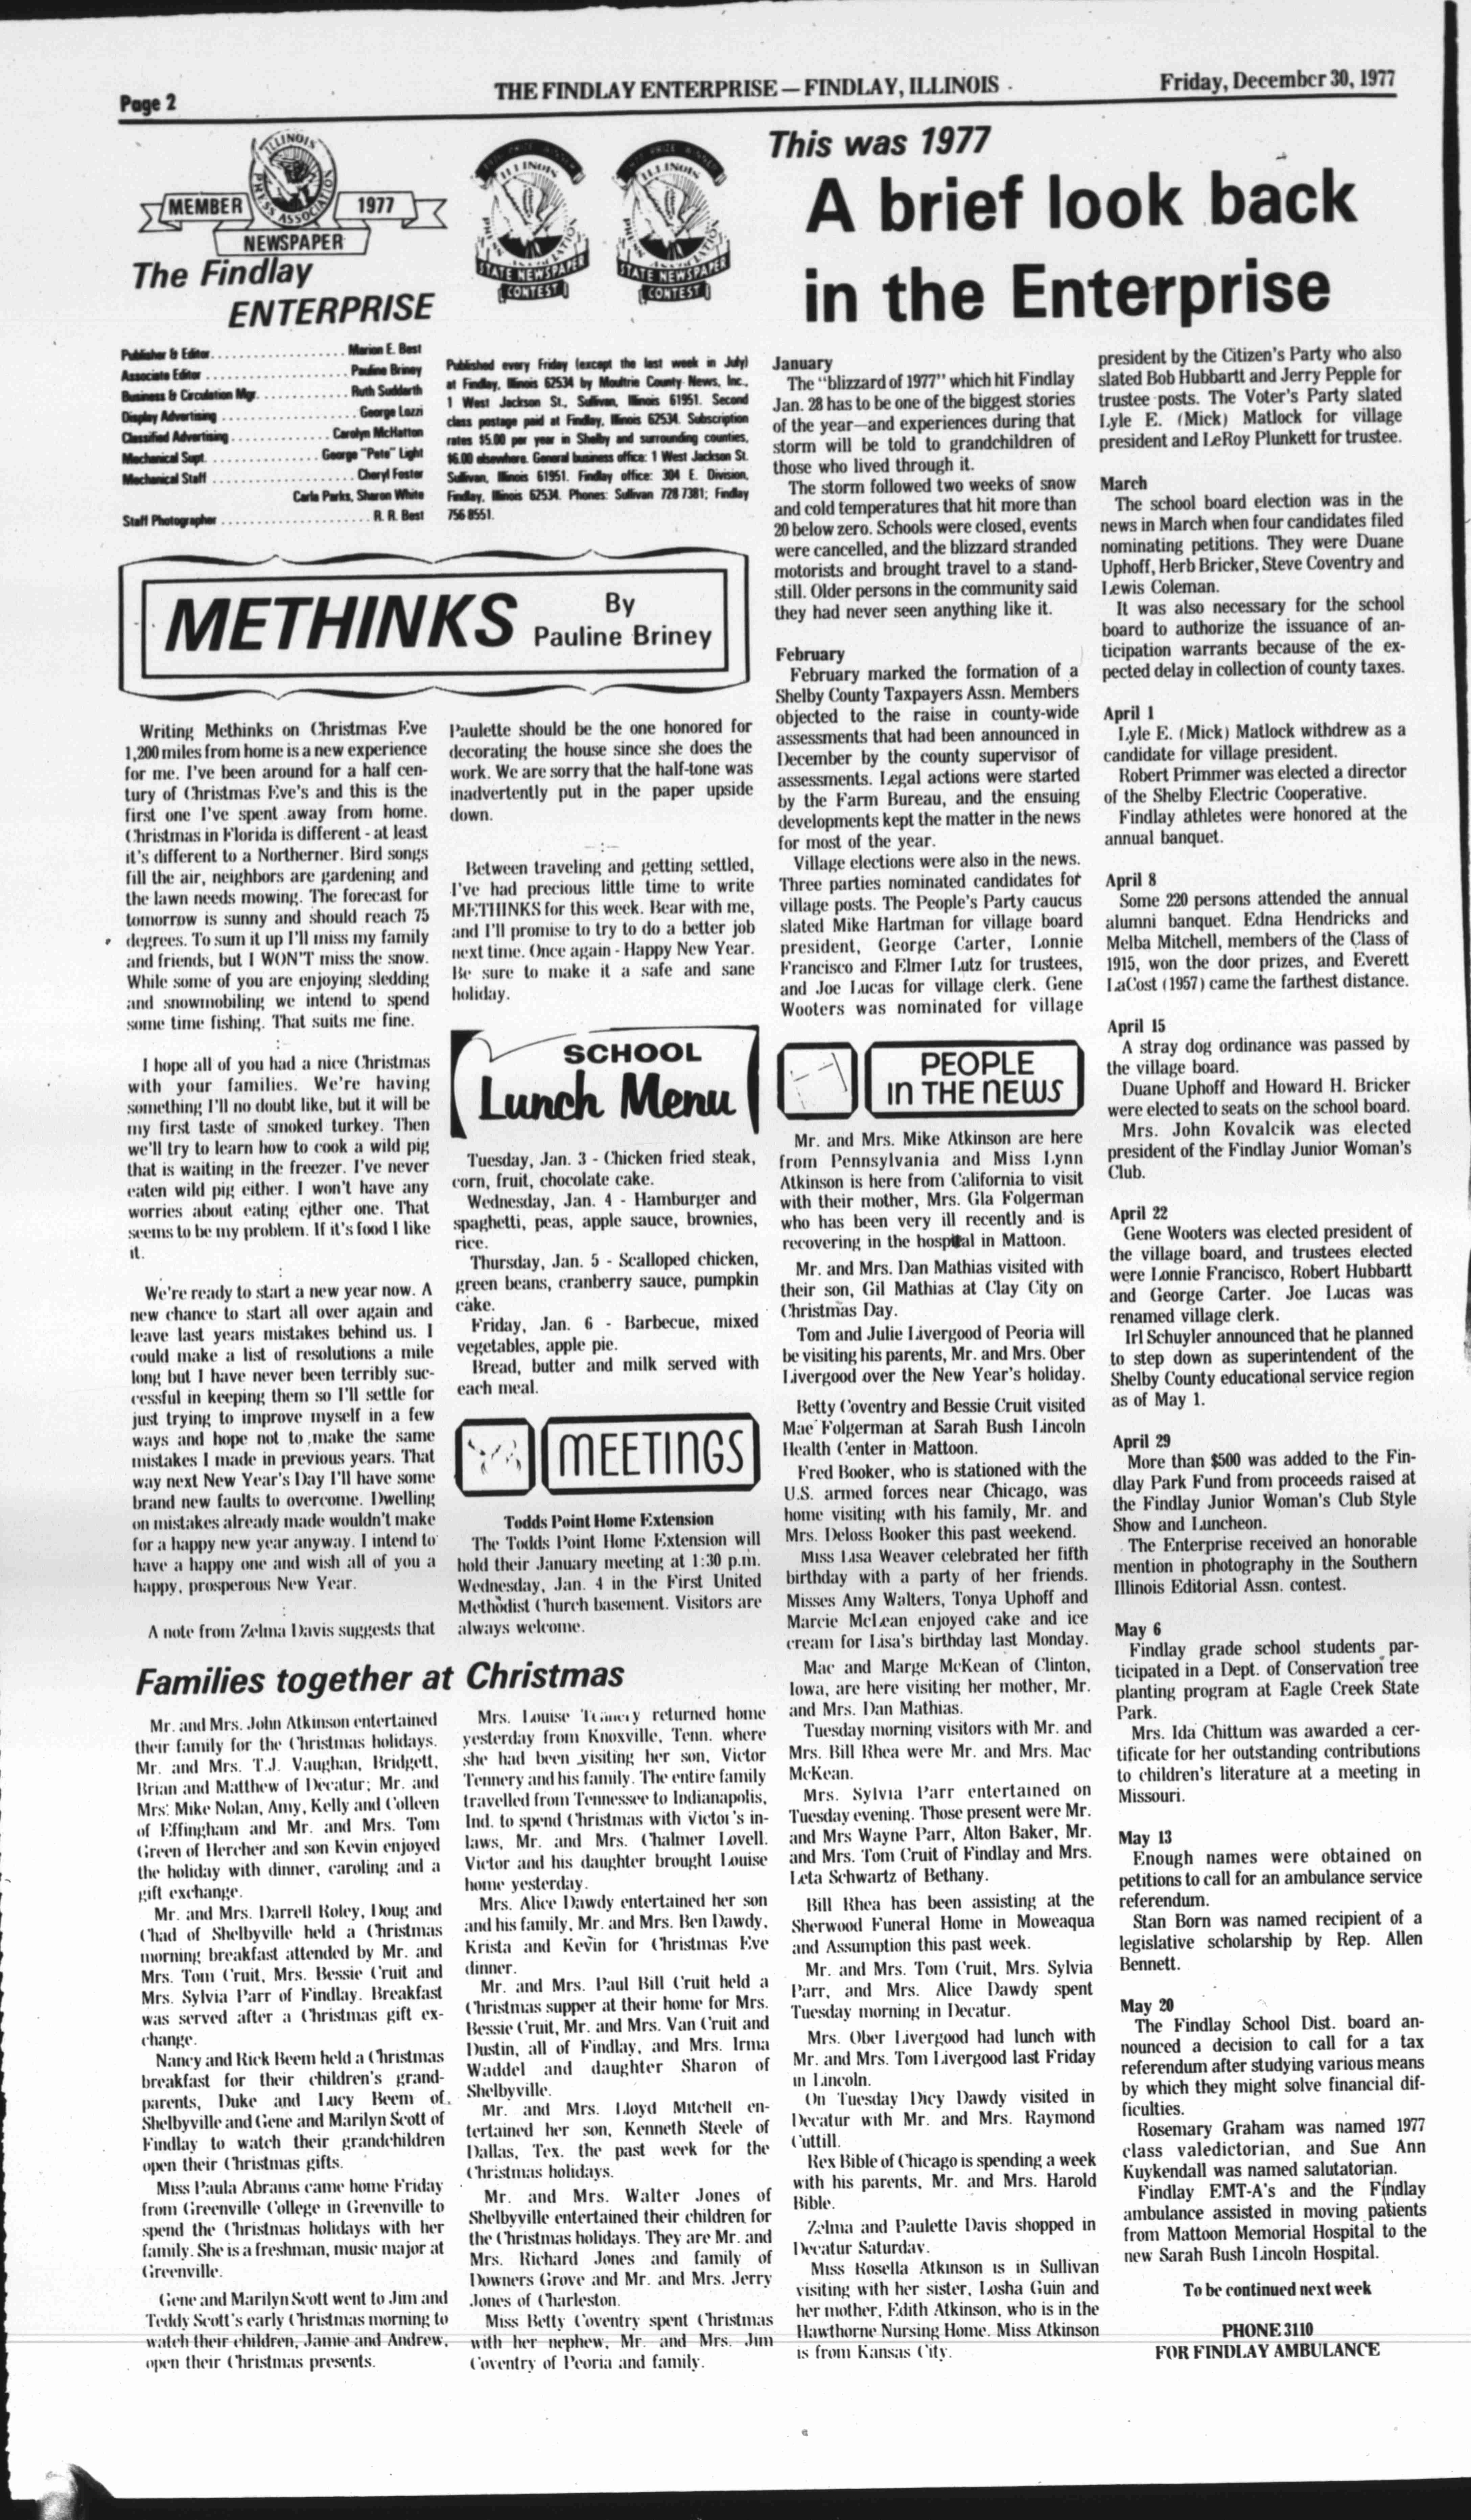 Page 2
THE FINDLAY ENTERPRISE — FINDLAY, ILLINOIS
Friday, December 30, 1977
ILLINOIS
PRESS ASSOCIATION
MEMBER
1977
NEWSPAPER
The Findlay
ENTERPRISE
ILLINOIS
STATE NEWSPAPER
CONTEST
ILLINOIS
STATE NEWSPAPER
CONTEST
Publisher & Editor. . . . . . . . . . . . . . . . . . Marion E. Best
Associate Editor . . . . . . . . . . . . . . . . . . . Pauline Briney
Business & Circulation Mgr. . . . . . . . . . . . . Ruth Suddarth
Display Advertising . . . . . . . . . . . . . . . . . . George Lozzi
Classified Advertising . . . . . . . . . . . . . Carolyn McHatton
Mechanical Supt. . . . . . . . . . . . . . . George "Pete" Light
Mechanical Staff . . . . . . . . . . . . . . . . . . . Cheryl Foster
Carla Parks, Sharon White
Staff Photographer . . . . . . . . . . . . . . . . . . . . R. R. Best
Published every Friday (except the last week in July)
at Findlay, Illinois 62534 by Moultrie County News, Inc.,
1 West Jackson St., Sullivan, Illinois 61951. Second
class postage paid at Findlay, Illinois 62534. Subscription
rates $5.00 per year in Shelby and surrounding counties,
$6.00 elsewhere. General business office: 1 West Jackson St.
Sullivan, Illinois 61951. Findlay office: 304 E. Division,
Findlay, Illinois 62534. Phones: Sullivan 728-7381; Findlay
756-8551.
METHINKS
By
Pauline Briney
Writing Methinks on Christmas Eve
1,200 miles from home is a new experience
for me. I've been around for a half cen-
tury of Christmas Eve's and this is the
first one I've spent away from home.
Christmas in Florida is different - at least
it's different to a Northerner. Bird songs
fill the air, neighbors are gardening and
the lawn needs mowing. The forecast for
tomorrow is sunny and should reach 75
degrees. To sum it up I'll miss my family
and friends, but I WON'T miss the snow.
While some of you are enjoying sledding
and snowmobiling we intend to spend
some time fishing. That suits me fine.
:
I hope all of you had a nice Christmas
with your families. We're having
something I'll no doubt like, but it will be
my first taste of smoked turkey. Then
we'll try to learn how to cook a wild pig
that is waiting in the freezer. I've never
eaten wild pig either. I won't have any
worries about eating either one. That
seems to be my problem. If it's food I like
it.
:
We're ready to start a new year now. A
new chance to start all over again and
leave last years mistakes behind us. I
could make a list of resolutions a mile
long but I have never been terribly suc-
cessful in keeping them so I'll settle for
just trying to improve myself in a few
ways and hope not to make the same
mistakes I made in previous years. That
way next New Year's Day I'll have some
brand new faults to overcome. Dwelling
on mistakes already made wouldn't make
for a happy new year anyway. I intend to
have a happy one and wish all of you a
happy, prosperous New Year.
:
A note from Zelma Davis suggests that
Paulette should be the one honored for
decorating the house since she does the
work. We are sorry that the half-tone was
inadvertently put in the paper upside
down.
-:-
Between traveling and getting settled,
I've had precious little time to write
METHINKS for this week. Bear with me,
and I'll promise to try to do a better job
next time. Once again - Happy New Year.
Be sure to make it a safe and sane
holiday.
SCHOOL
Lunch Menu
Tuesday, Jan. 3 - Chicken fried steak,
corn, fruit, chocolate cake.
Wednesday, Jan. 4 - Hamburger and
spaghetti, peas, apple sauce, brownies,
rice.
Thursday, Jan. 5 - Scalloped chicken,
green beans, cranberry sauce, pumpkin
cake.
Friday, Jan. 6 - Barbecue, mixed
vegetables, apple pie.
Bread, butter and milk served with
each meal.
MEETINGS
Todds Point Home Extension
The Todds Point Home Extension will
hold their January meeting at 1:30 p.m.
Wednesday, Jan. 4 in the First United
Methodist Church basement. Visitors are
always welcome.
Families together at Christmas
Mr. and Mrs. John Atkinson entertained
their family for the Christmas holidays.
Mr. and Mrs. T.J. Vaughan, Bridgett,
Brian and Matthew of Decatur; Mr. and
Mrs. Mike Nolan, Amy, Kelly and Colleen
of Effingham and Mr. and Mrs. Tom
Green of Hercher and son Kevin enjoyed
the holiday with dinner, caroling and a
gift exchange.
Mr. and Mrs. Darrell Roley, Doug and
Chad of Shelbyville held a Christmas
morning breakfast attended by Mr. and
Mrs. Tom Cruit, Mrs. Bessie Cruit and
Mrs. Sylvia Parr of Findlay. Breakfast
was served after a Christmas gift ex-
change.
Nancy and Rick Beem held a Christmas
breakfast for their children's grand-
parents, Duke and Lucy Beem of
Shelbyville and Gene and Marilyn Scott of
Findlay to watch their grandchildren
open their Christmas gifts.
Miss Paula Abrams came home Friday
from Greenville College in Greenville to
spend the Christmas holidays with her
family. She is a freshman, music major at
Greenville.
Gene and Marilyn Scott went to Jim and
Teddy Scott's early Christmas morning to
watch their children, Jamie and Andrew,
open their Christmas presents.
Mrs. Louise returned home
yesterday from Knoxville, Tenn. where
she had been visiting her son, Victor
Tennery and his family. The entire family
travelled from Tennessee to Indianapolis,
Ind. to spend Christmas with Victor's in-
laws, Mr. and Mrs. Chalmer Lovell.
Victor and his daughter brought Louise
home yesterday.
Mrs. Alice Dawdy entertained her son
and his family, Mr. and Mrs. Ben Dawdy,
Krista and Kevin for Christmas Eve
dinner.
Mr. and Mrs. Paul Bill Cruit held a
Christmas supper at their home for Mrs.
Bessie Cruit, Mr. and Mrs. Van Cruit and
Dustin, all of Findlay, and Mrs. Irma
Waddel and daughter Sharon of
Shelbyville.
Mr. and Mrs. Lloyd Mitchell en-
tertained her son, Kenneth Steele of
Dallas, Tex. the past week for the
Christmas holidays.
Mr. and Mrs. Walter Jones of
Shelbyville entertained their children for
the Christmas holidays. They are Mr. and
Mrs. Richard Jones and family of
Downers Grove and Mr. and Mrs. Jerry
Jones of Charleston.
Miss Betty Coventry spent Christmas
with her nephew, Mr. and Mrs. Jim
Coventry of Peoria and family.
This was 1977
A brief look back
in the Enterprise
January
The "blizzard of 1977" which hit Findlay
Jan. 28 has to be one of the biggest stories
of the year—and experiences during that
storm will be told to grandchildren of
those who lived through it.
The storm followed two weeks of snow
and cold temperatures that hit more than
20 below zero. Schools were closed, events
were cancelled, and the blizzard stranded
motorists and brought travel to a stand-
still. Older persons in the community said
they had never seen anything like it.
February
February marked the formation of a
Shelby County Taxpayers Assn. Members
objected to the raise in county-wide
assessments that had been announced in
December by the county supervisor of
assessments. Legal actions were started
by the Farm Bureau, and the ensuing
developments kept the matter in the news
for most of the year.
Village elections were also in the news.
Three parties nominated candidates for
village posts. The People's Party caucus
slated Mike Hartman for village board
president, George Carter, Lonnie
Francisco and Elmer Lutz for trustees,
and Joe Lucas for village clerk. Gene
Wooters was nominated for village
PEOPLE
IN THE NEWS
Mr. and Mrs. Mike Atkinson are here
from Pennsylvania and Miss Lynn
Atkinson is here from California to visit
with their mother, Mrs. Gla Folgerman
who has been very ill recently and is
recovering in the hospital in Mattoon.
Mr. and Mrs. Dan Mathias visited with
their son, Gil Mathias at Clay City on
Christmas Day.
Tom and Julie Livergood of Peoria will
be visiting his parents, Mr. and Mrs. Ober
Livergood over the New Year's holiday.
Betty Coventry and Bessie Cruit visited
Mae Folgerman at Sarah Bush Lincoln
Health Center in Mattoon.
Fred Booker, who is stationed with the
U.S. armed forces near Chicago, was
home visiting with his family, Mr. and
Mrs. Deloss Booker this past weekend.
Miss Lisa Weaver celebrated her fifth
birthday with a party of her friends.
Misses Amy Walters, Tonya Uphoff and
Marcie McLean enjoyed cake and ice
cream for Lisa's birthday last Monday.
Mac and Marge McKean of Clinton,
Iowa, are here visiting her mother, Mr.
and Mrs. Dan Mathias.
Tuesday morning visitors with Mr. and
Mrs. Bill Rhea were Mr. and Mrs. Mac
McKean.
Mrs. Sylvia Parr entertained on
Tuesday evening. Those present were Mr.
and Mrs Wayne Parr, Alton Baker, Mr.
and Mrs. Tom Cruit of Findlay and Mrs.
Leta Schwartz of Bethany.
Bill Rhea has been assisting at the
Sherwood Funeral Home in Moweaqua
and Assumption this past week.
Mr. and Mrs. Tom Cruit, Mrs. Sylvia
Parr, and Mrs. Alice Dawdy spent
Tuesday morning in Decatur.
Mrs. Ober Livergood had lunch with
Mr. and Mrs. Tom Livergood last Friday
in Lincoln.
On Tuesday Dicy Dawdy visited in
Decatur with Mr. and Mrs. Raymond
Cuttill.
Rex Bible of Chicago is spending a week
with his parents, Mr. and Mrs. Harold
Bible.
Zelma and Paulette Davis shopped in
Decatur Saturday.
Miss Rosella Atkinson is in Sullivan
visiting with her sister, Losha Guin and
her mother, Edith Atkinson, who is in the
Hawthorne Nursing Home. Miss Atkinson
is from Kansas City.
president by the Citizen's Party who also
slated Bob Hubbartt and Jerry Pepple for
trustee posts. The Voter's Party slated
Lyle E. (Mick) Matlock for village
president and LeRoy Plunkett for trustee.
March
The school board election was in the
news in March when four candidates filed
nominating petitions. They were Duane
Uphoff, Herb Bricker, Steve Coventry and
Lewis Coleman.
It was also necessary for the school
board to authorize the issuance of an-
ticipation warrants because of the ex-
pected delay in collection of county taxes.
April 1
Lyle E. (Mick) Matlock withdrew as a
candidate for village president.
Robert Primmer was elected a director
of the Shelby Electric Cooperative.
Findlay athletes were honored at the
annual banquet.
April 8
Some 220 persons attended the annual
alumni banquet. Edna Hendricks and
Melba Mitchell, members of the Class of
1915, won the door prizes, and Everett
LaCost (1957) came the farthest distance.
April 15
A stray dog ordinance was passed by
the village board.
Duane Uphoff and Howard H. Bricker
were elected to seats on the school board.
Mrs. John Kovalcik was elected
president of the Findlay Junior Woman's
Club.
April 22
Gene Wooters was elected president of
the village board, and trustees elected
were Lonnie Francisco, Robert Hubbartt
and George Carter. Joe Lucas was
renamed village clerk.
Irl Schuyler announced that he planned
to step down as superintendent of the
Shelby County educational service region
as of May 1.
April 29
More than $500 was added to the Fin-
dlay Park Fund from proceeds raised at
the Findlay Junior Woman's Club Style
Show and Luncheon.
The Enterprise received an honorable
mention in photography in the Southern
Illinois Editorial Assn. contest.
May 6
Findlay grade school students par-
ticipated in a Dept. of Conservation tree
planting program at Eagle Creek State
Park.
Mrs. Ida Chittum was awarded a cer-
tificate for her outstanding contributions
to children's literature at a meeting in
Missouri.
May 13
Enough names were obtained on
petitions to call for an ambulance service
referendum.
Stan Born was named recipient of a
legislative scholarship by Rep. Allen
Bennett.
May 20
The Findlay School Dist. board an-
nounced a decision to call for a tax
referendum after studying various means
by which they might solve financial dif-
ficulties.
Rosemary Graham was named 1977
class valedictorian, and Sue Ann
Kuykendall was named salutatorian.
Findlay EMT-A's and the Findlay
ambulance assisted in moving patients
from Mattoon Memorial Hospital to the
new Sarah Bush Lincoln Hospital.
To be continued next week
PHONE 3110
FOR FINDLAY AMBULANCE